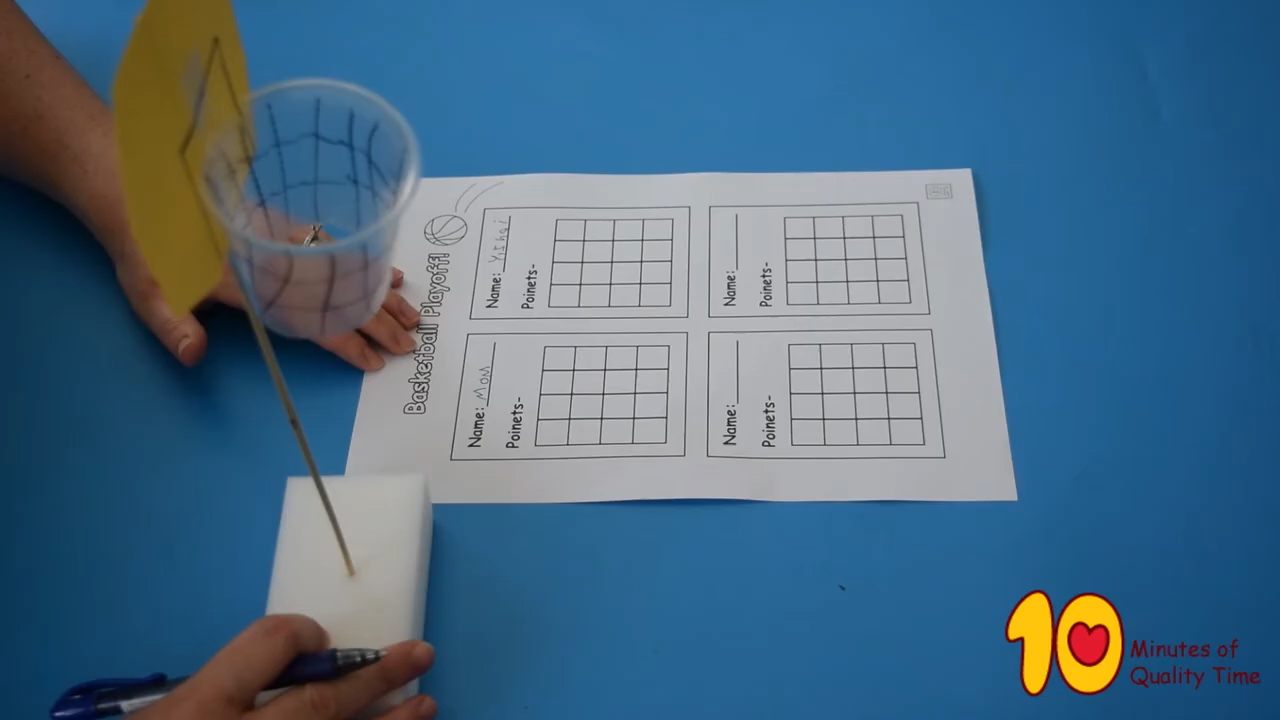 Basketball Playoff!
Name: Yishai
Poinets-
Name:
Poinets-
Name: Mom
Poinets-
Name:
Poinets-
10 Minutes of
Quality Time